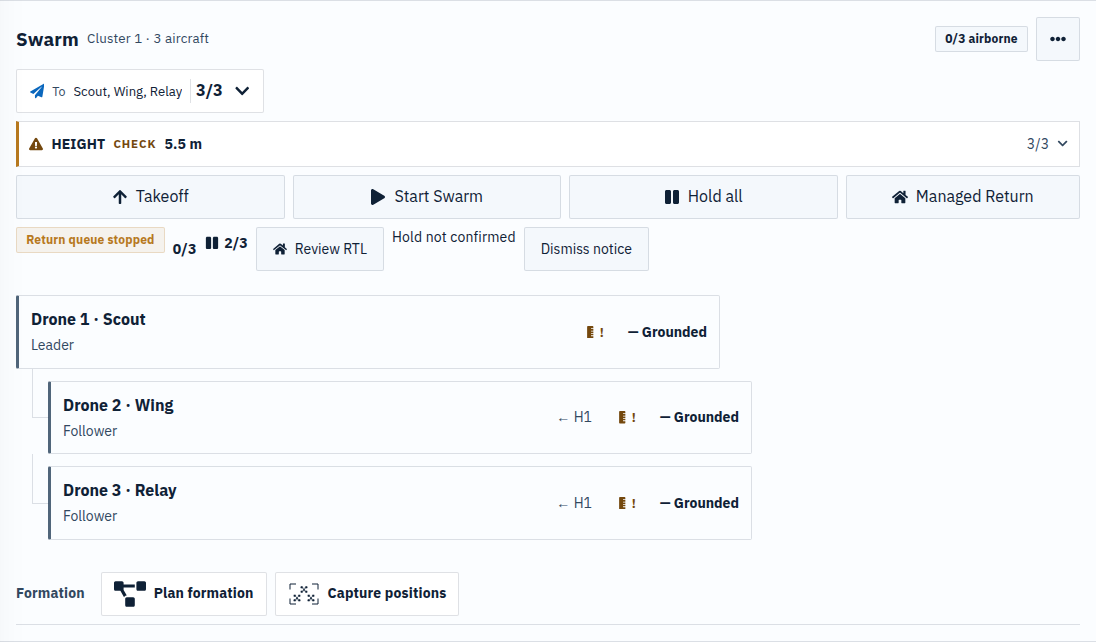 Swarm Cluster 1 · 3 aircraft 0/3 airborne •••
To Scout, Wing, Relay 3/3
HEIGHT CHECK 5.5 m 3/3
Takeoff Start Swarm Hold all Managed Return
Return queue stopped 0/3 2/3 Review RTL Hold not confirmed Dismiss notice
Drone 1 · Scout
Leader
! — Grounded
Drone 2 · Wing
Follower
← H1 ! — Grounded
Drone 3 · Relay
Follower
← H1 ! — Grounded
Formation Plan formation Capture positions